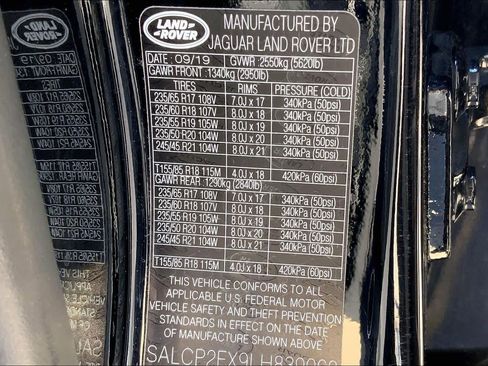 LAND ROVER
MANUFACTURED BY
JAGUAR LAND ROVER LTD
DATE : 09/19 GVWR :2550kg (5620lb)
GAWR FRONT :1340kg (2950lb)
TIRES RIMS PRESSURE (COLD)
235/65 R17 108V 7.0J x 17 340kPa (50psi)
235/60 R18 107V 8.0J x 18 340kPa (50psi)
235/55 R19 105W 8.0J x 19 340kPa (50psi)
235/50 R20 104W 8.0J x 20 340kPa (50psi)
245/45 R21 104W 8.0J x 21 340kPa (50psi)
T155/85 R18 115M 4.0J x 18 420kPa (60psi)
GAWR REAR :1290kg (2840lb)
235/65 R17 108V 7.0J x 17 340kPa (50psi)
235/60 R18 107V 8.0J x 18 340kPa (50psi)
235/55 R19 105W 8.0J x 19 340kPa (50psi)
235/50 R20 104W 8.0J x 20 340kPa (50psi)
245/45 R21 104W 8.0J x 21 340kPa (50psi)
T155/85 R18 115M 4.0J x 18 420kPa (60psi)
THIS VEHICLE CONFORMS TO ALL
APPLICABLE U.S. FEDERAL MOTOR
VEHICLE SAFETY AND THEFT PREVENTION
STANDARDS IN EFFECT ON THE DATE
OF MANUFACTURE SHOWN ABOVE